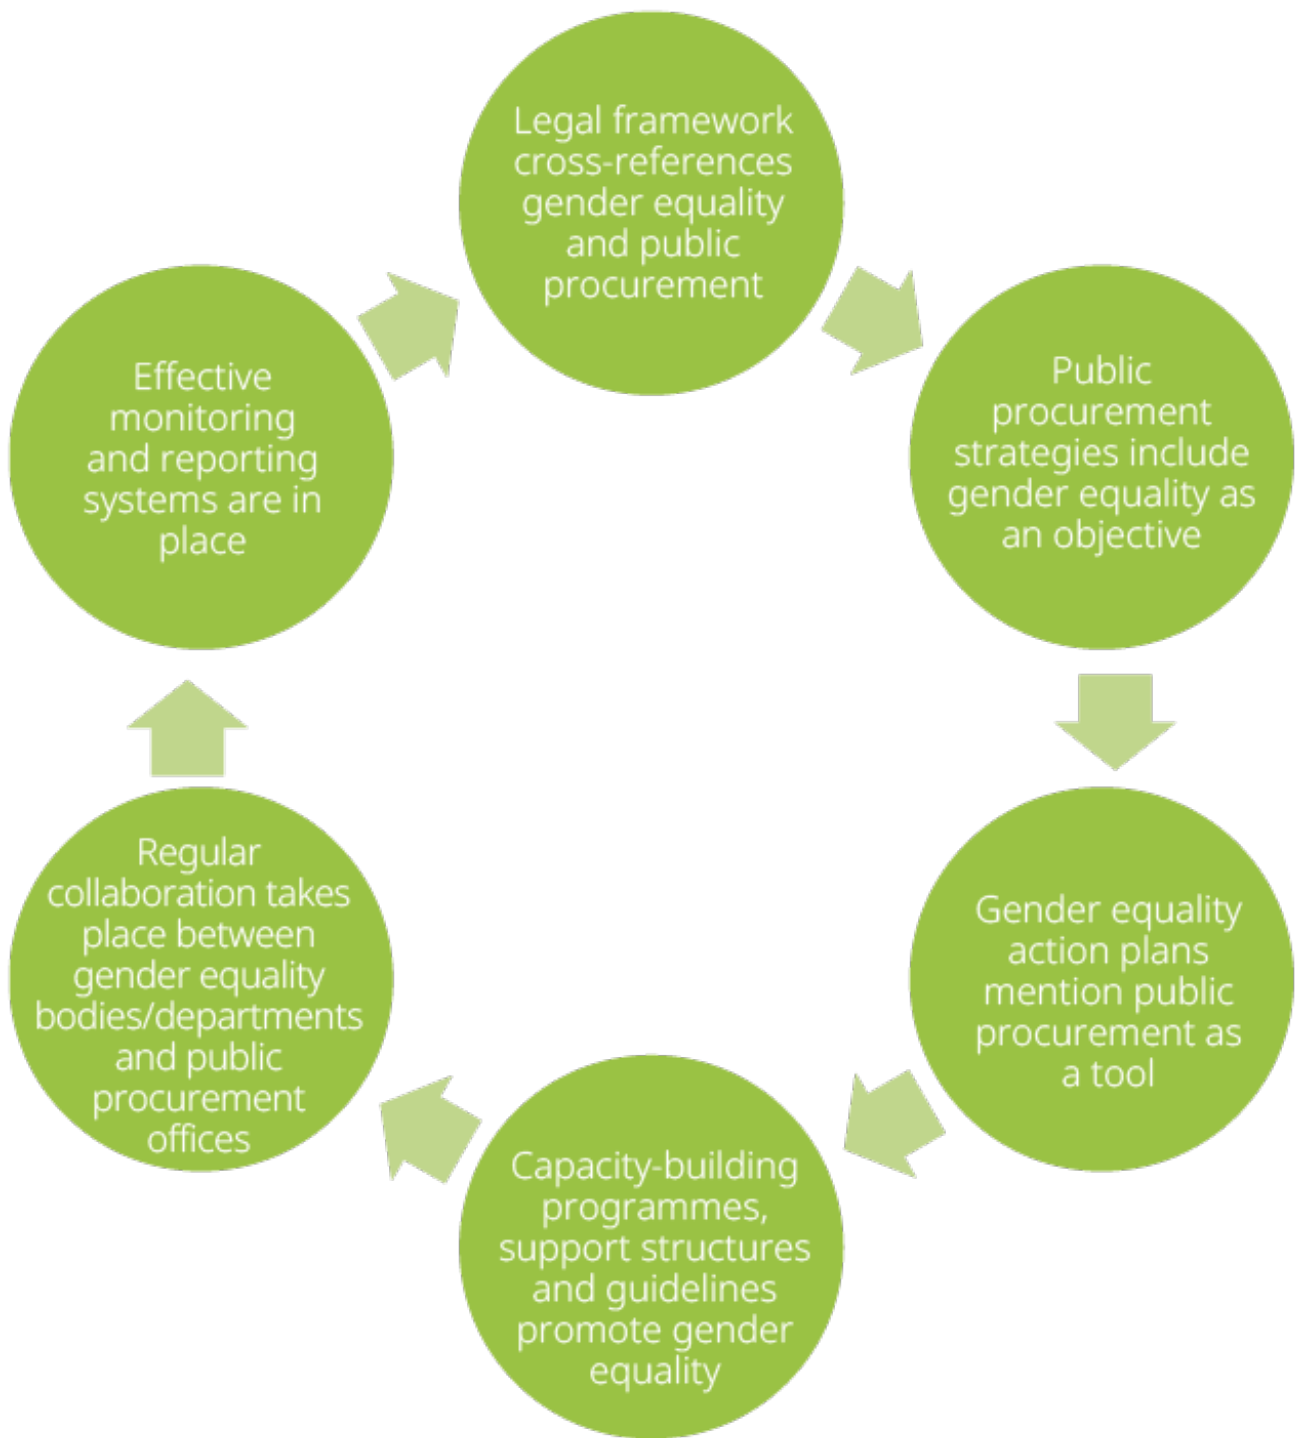 Legal framework
cross-references
gender equality
and public
procurement
Public
procurement
strategies include
gender equality as
an objective
Gender equality
action plans
mention public
procurement as
a tool
Capacity-building
programmes,
support structures
and guidelines
promote gender
equality
Regular
collaboration takes
place between
gender equality
bodies/departments
and public
procurement
offices
Effective
monitoring
and reporting
systems are in
place